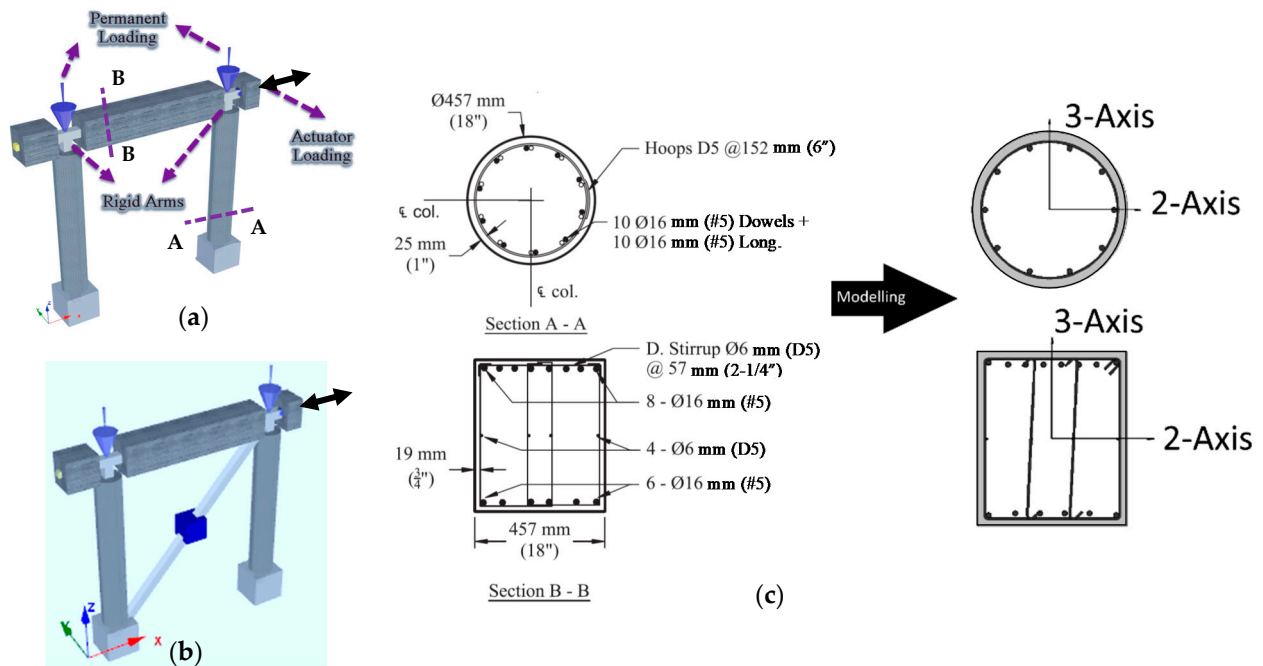 Permanent
Loading
B
B
Actuator
Loading
Rigid Arms
A
A
(a)
Z
Y
X
(b)
Ø457 mm
(18")
Hoops D5 @152 mm (6″)
℄ col.
25 mm
(1")
10 Ø16 mm (#5) Dowels +
10 Ø16 mm (#5) Long.
℄ col.
Section A - A
D. Stirrup Ø6 mm (D5)
@ 57 mm (2-1/4″)
8 - Ø16 mm (#5)
19 mm
(¾")
4 - Ø6 mm (D5)
6 - Ø16 mm (#5)
457 mm
(18")
Section B - B
(c)
Modelling
3-Axis
2-Axis
3-Axis
2-Axis